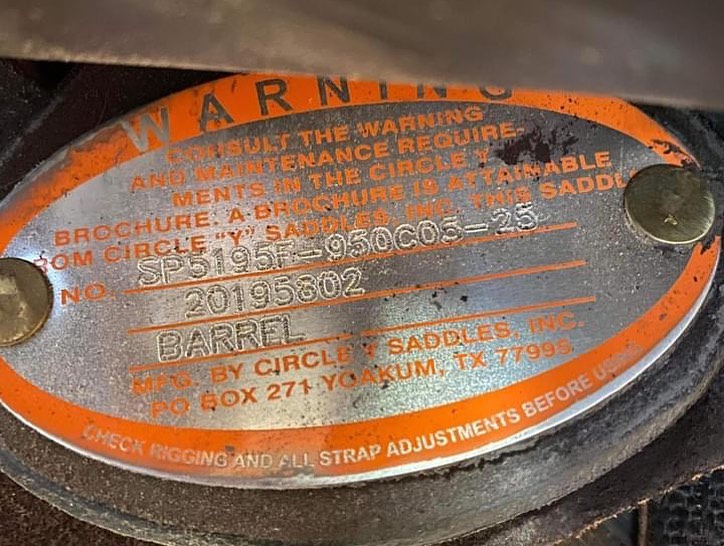 WARNING
CONSULT THE WARNING
AND MAINTENANCE REQUIRE-
MENTS IN THE CIRCLE Y
BROCHURE. A BROCHURE IS ATTAINABLE
FROM CIRCLE "Y" SADDLES, INC. THIS SADDL
NO. SP5195F-950C05-25
20195802
BARREL
MFG. BY CIRCLE Y SADDLES, INC.
PO BOX 271 YOAKUM, TX 77995
CHECK RIGGING AND ALL STRAP ADJUSTMENTS BEFORE